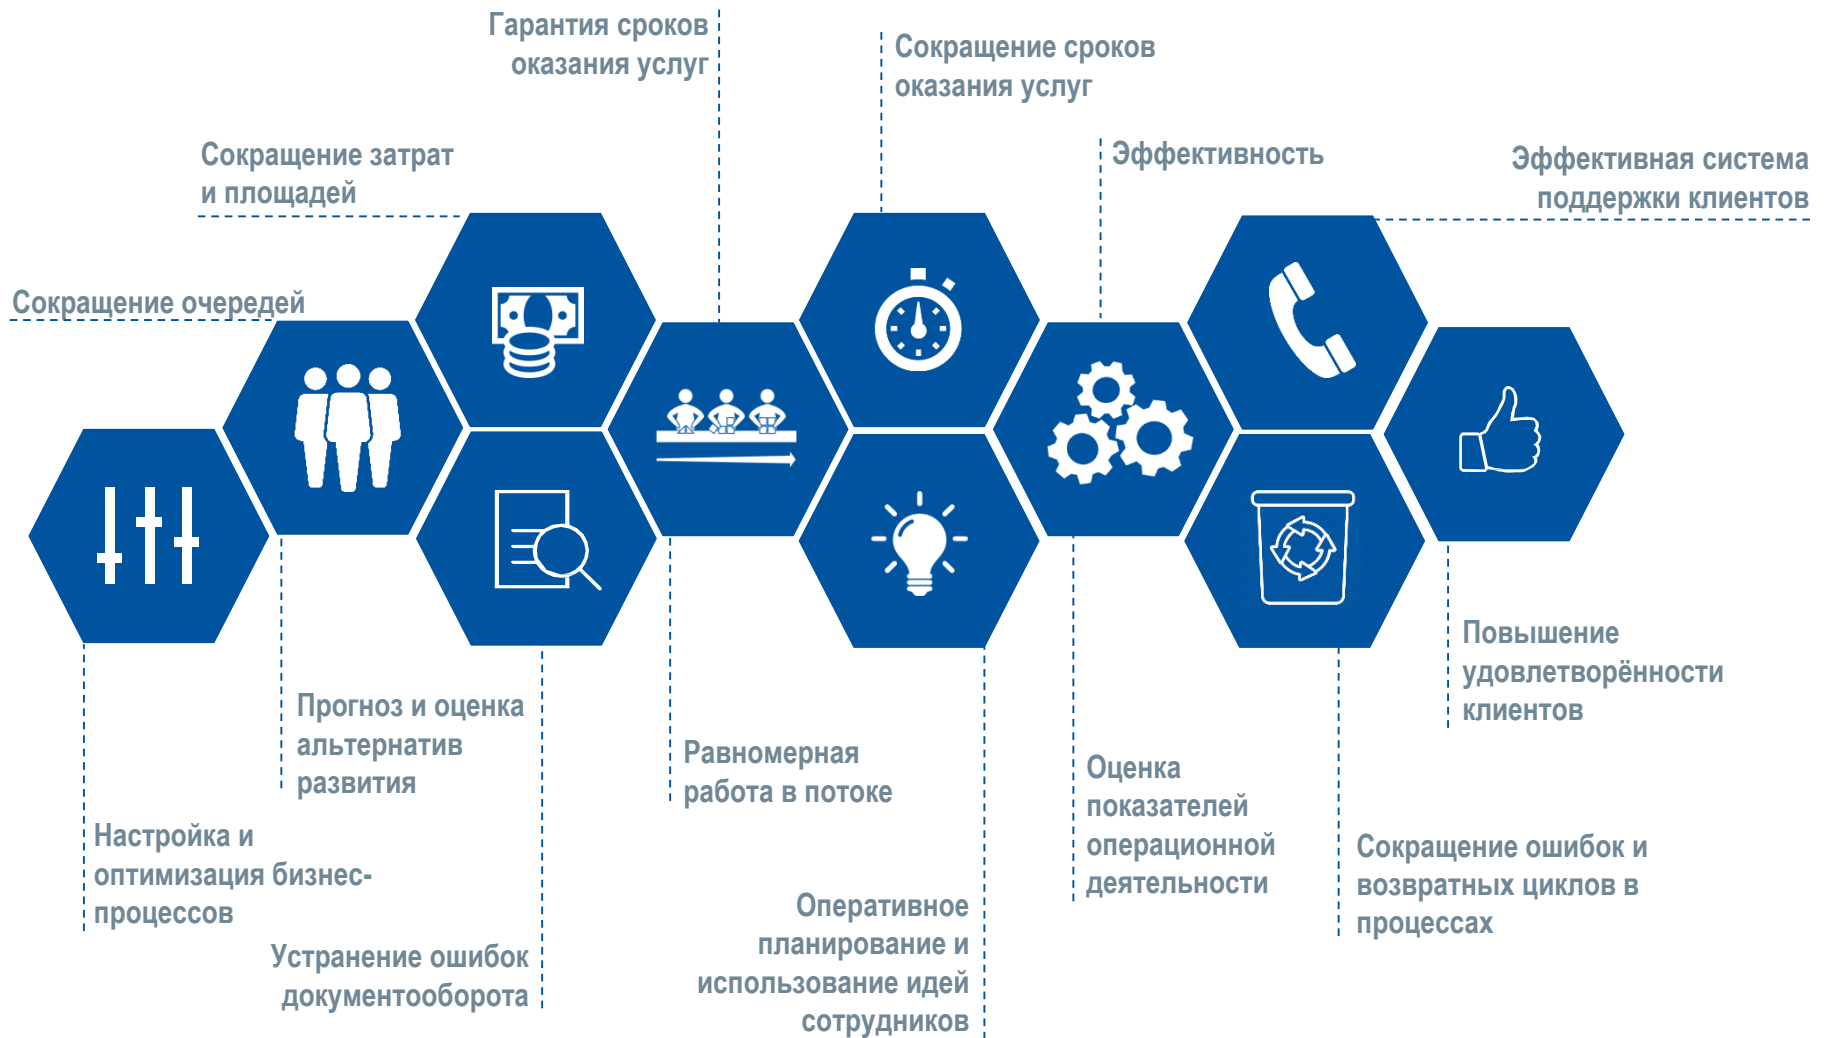 Гарантия сроков
оказания услуг
Сокращение сроков
оказания услуг
Сокращение затрат
и площадей
Эффективность
Эффективная система
поддержки клиентов
Сокращение очередей
Повышение
удовлетворённости
клиентов
Прогноз и оценка
альтернатив
развития
Равномерная
работа в потоке
Оценка
показателей
операционной
деятельности
Настройка и
оптимизация бизнес-
процессов
Сокращение ошибок и
возвратных циклов в
процессах
Оперативное
планирование и
использование идей
сотрудников
Устранение ошибок
документооборота